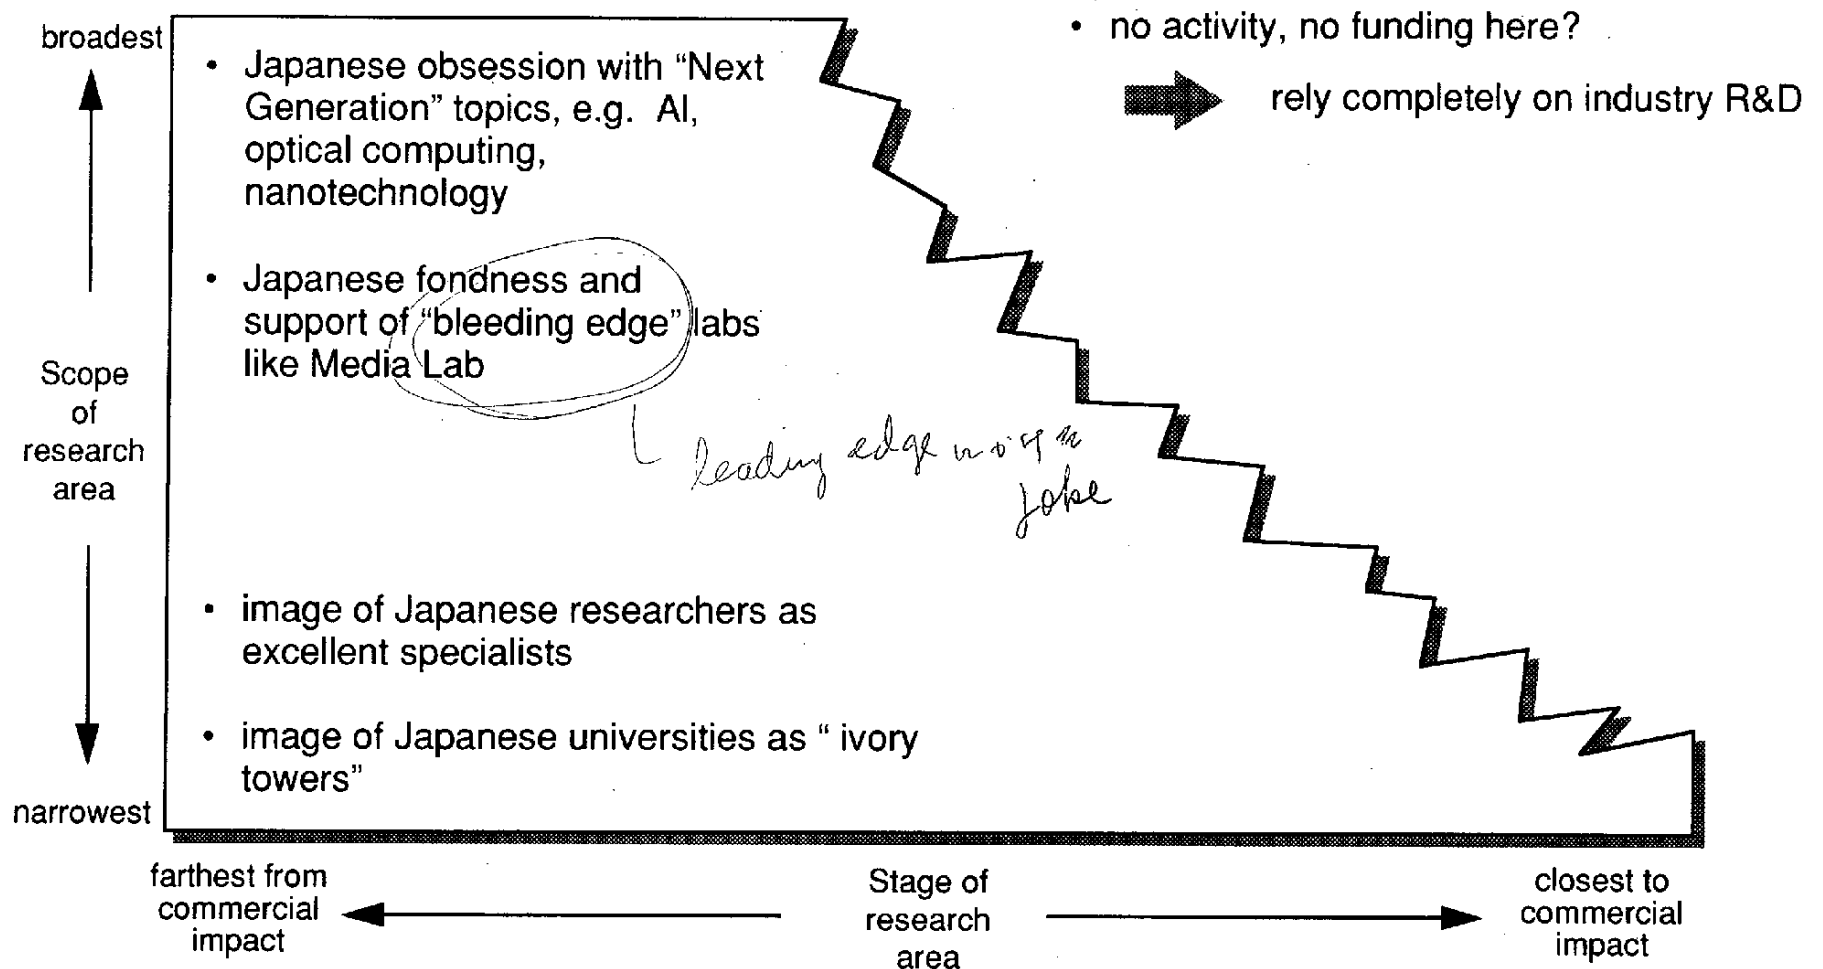 broadest
• Japanese obsession with “Next
Generation” topics, e.g. AI,
optical computing,
nanotechnology
• Japanese fondness and
support of “bleeding edge” labs
like Media Lab
leading edge
joke
• image of Japanese researchers as
excellent specialists
• image of Japanese universities as “ ivory
towers”
• no activity, no funding here?
rely completely on industry R&D
Scope
of
research
area
narrowest
farthest from
commercial
impact
Stage of
research
area
closest to
commercial
impact